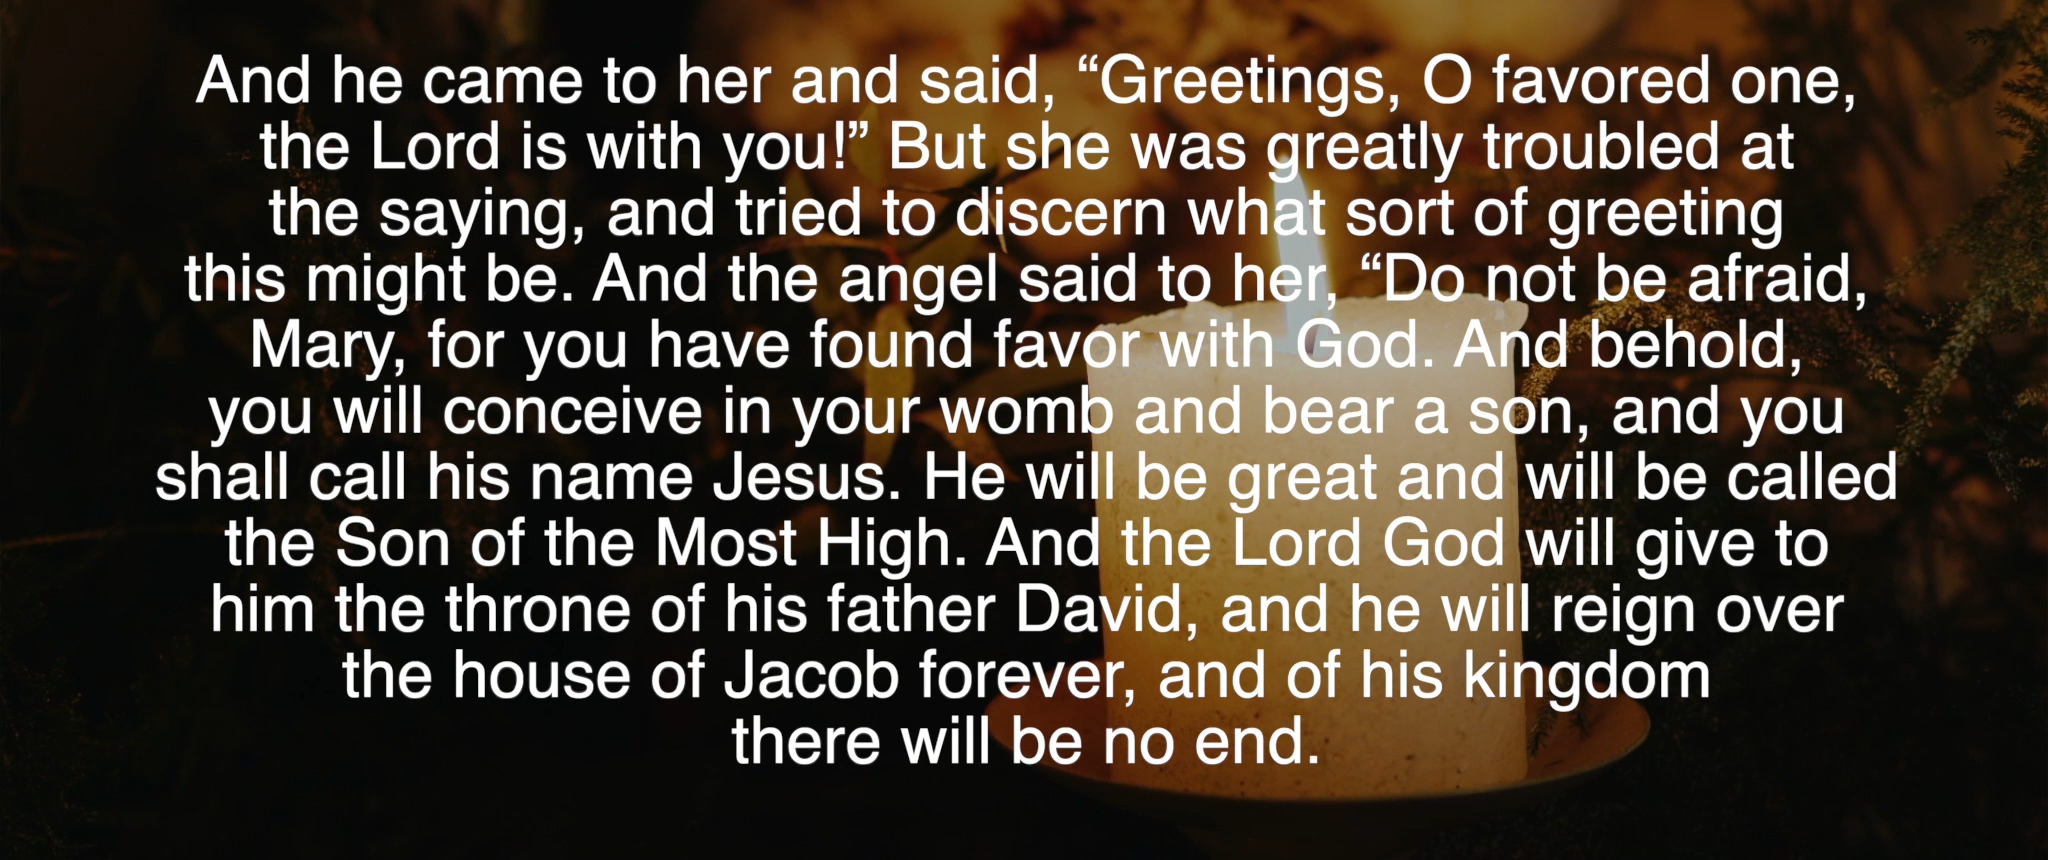 And he came to her and said, “Greetings, O favored one,
the Lord is with you!” But she was greatly troubled at
the saying, and tried to discern what sort of greeting
this might be. And the angel said to her, “Do not be afraid,
Mary, for you have found favor with God. And behold,
you will conceive in your womb and bear a son, and you
shall call his name Jesus. He will be great and will be called
the Son of the Most High. And the Lord God will give to
him the throne of his father David, and he will reign over
the house of Jacob forever, and of his kingdom
there will be no end.